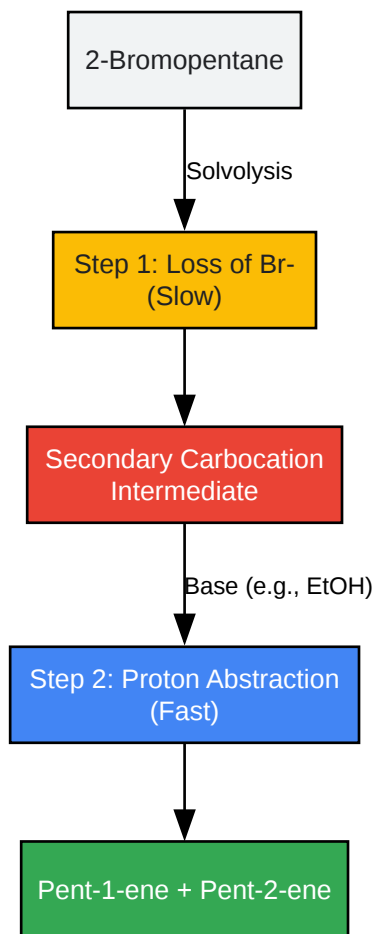 2-Bromopentane
Solvolysis
Step 1: Loss of Br-
(Slow)
Secondary Carbocation
Intermediate
Base (e.g., EtOH)
Step 2: Proton Abstraction
(Fast)
Pent-1-ene + Pent-2-ene